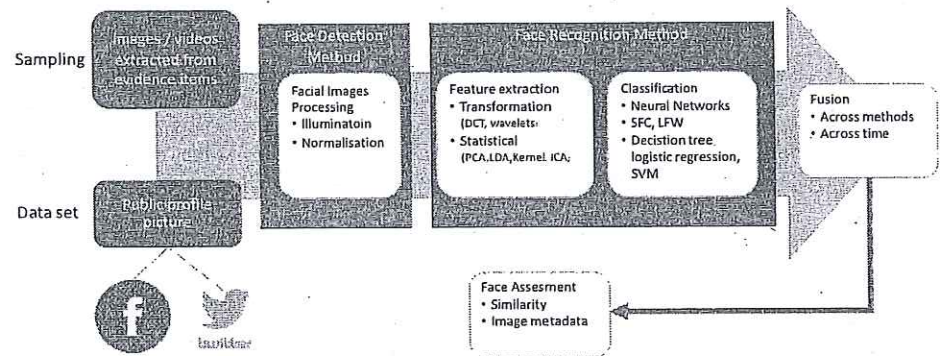 Sampling
Images / videos
extracted from
evidence items
Face Detection
Method
Facial Images
Processing
• Illuminatoin
• Normalisation
Face Recognition Method
Feature extraction
• Transformation
(DCT, wavelets)
• Statistical
(PCA,LDA,Kernel. ICA;
Classification
• Neural Networks
• SFC, LFW
• Decistion tree
logistic regression,
SVM
Fusion
• Across methods
• Across time
Data set
Public profile
picture
f
twitter
Face Assesment
• Similarity
• Image metadata